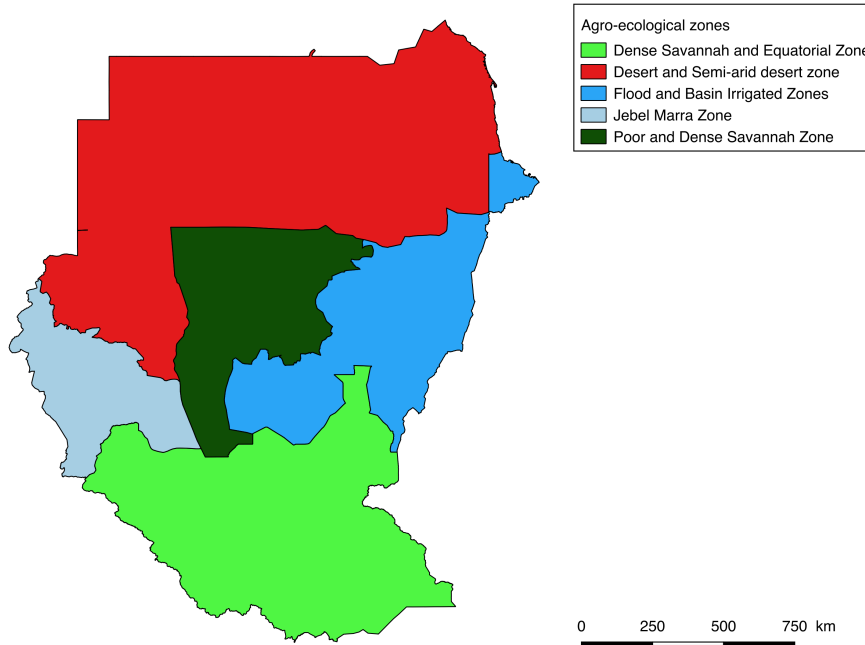 Agro-ecological zones
Dense Savannah and Equatorial Zone
Desert and Semi-arid desert zone
Flood and Basin Irrigated Zones
Jebel Marra Zone
Poor and Dense Savannah Zone
0 250 500 750 km